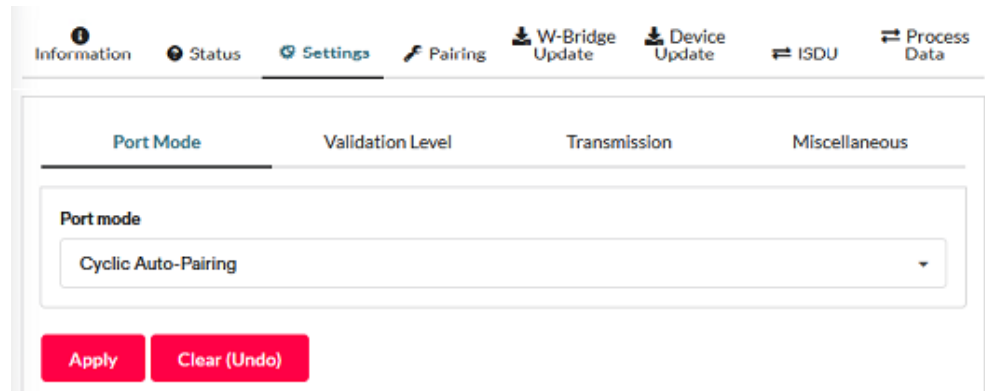 Information
Status
Settings
Pairing
W-Bridge
Update
Device
Update
ISDU
Process
Data
Port Mode
Validation Level
Transmission
Miscellaneous
Port mode
Cyclic Auto-Pairing
Apply
Clear (Undo)